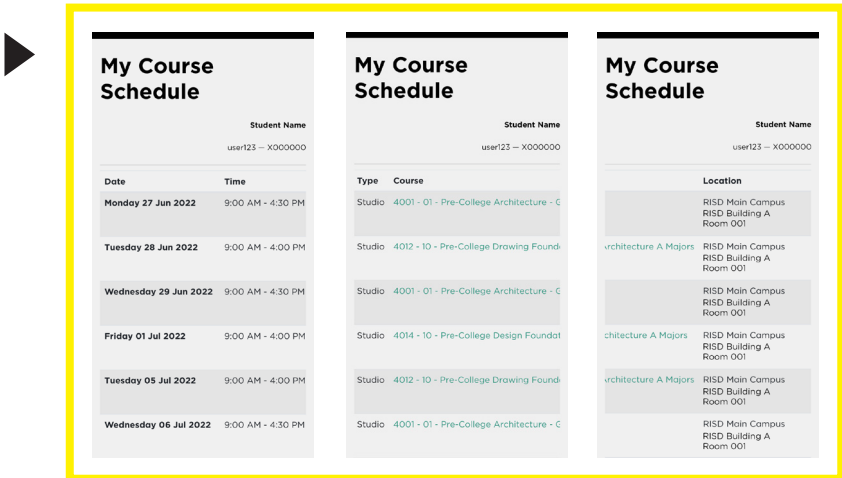 My Course
Schedule
Student Name
user123 — X000000
Date Time
Monday 27 Jun 2022 9:00 AM - 4:30 PM
Tuesday 28 Jun 2022 9:00 AM - 4:00 PM
Wednesday 29 Jun 2022 9:00 AM - 4:30 PM
Friday 01 Jul 2022 9:00 AM - 4:00 PM
Tuesday 05 Jul 2022 9:00 AM - 4:00 PM
Wednesday 06 Jul 2022 9:00 AM - 4:30 PM
My Course
Schedule
Student Name
user123 — X000000
Type Course
Studio 4001 - 01 - Pre-College Architecture - G
Studio 4012 - 10 - Pre-College Drawing Found
Studio 4001 - 01 - Pre-College Architecture - G
Studio 4014 - 10 - Pre-College Design Foundat
Studio 4012 - 10 - Pre-College Drawing Found
Studio 4001 - 01 - Pre-College Architecture - G
My Course
Schedule
Student Name
user123 — X000000
Location
RISD Main Campus
RISD Building A
Room 001
rchitecture A Majors RISD Main Campus
RISD Building A
Room 001
RISD Main Campus
RISD Building A
Room 001
chitecture A Majors RISD Main Campus
RISD Building A
Room 001
rchitecture A Majors RISD Main Campus
RISD Building A
Room 001
RISD Main Campus
RISD Building A
Room 001